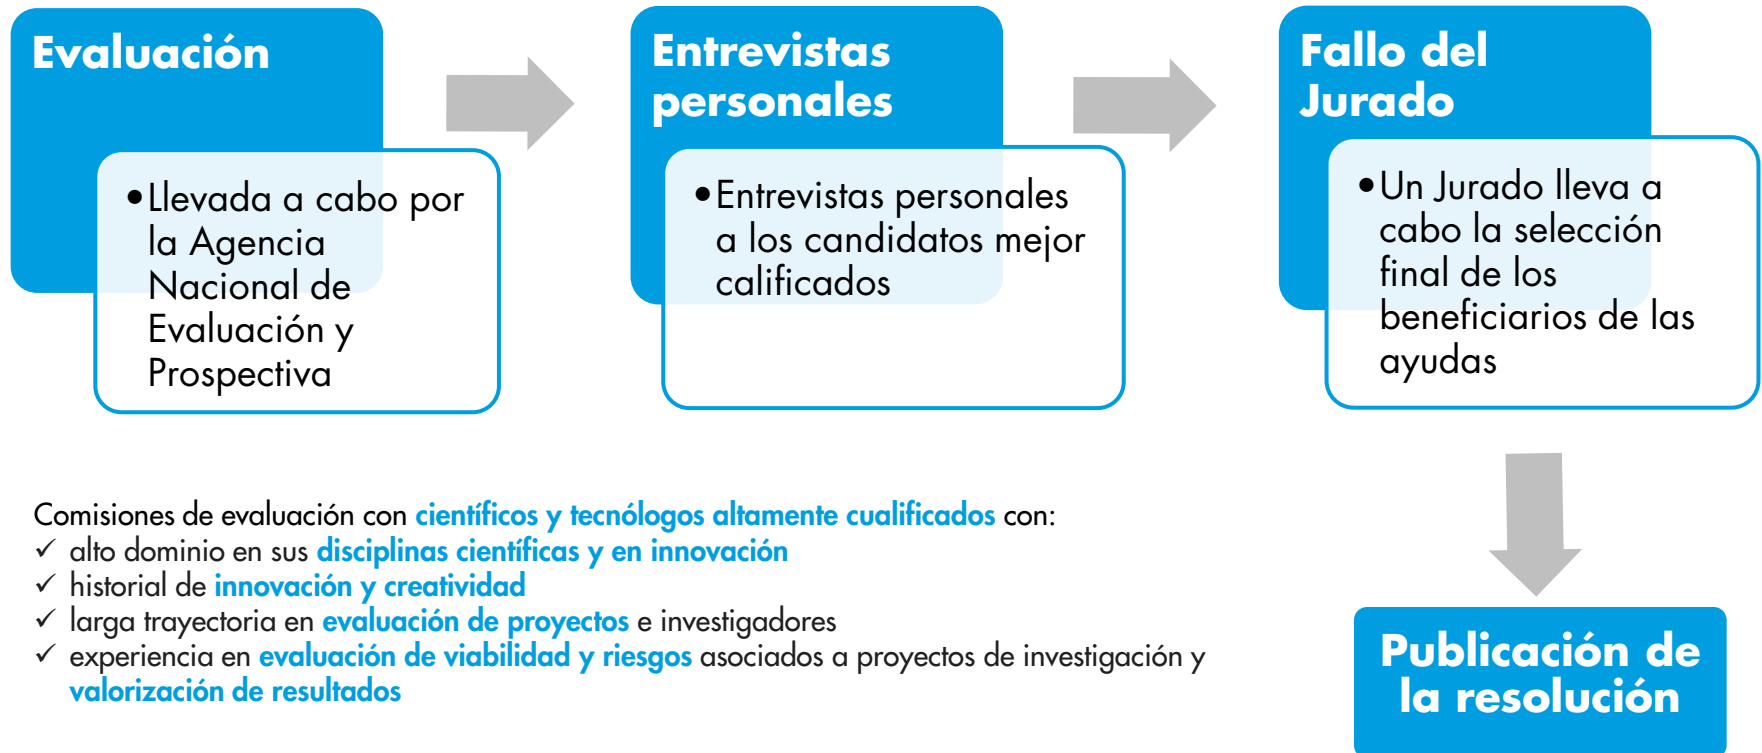 Evaluación
•Llevada a cabo por
la Agencia
Nacional de
Evaluación y
Prospectiva
Entrevistas
personales
•Entrevistas personales
a los candidatos mejor
calificados
Fallo del
Jurado
•Un Jurado lleva a
cabo la selección
final de los
beneficiarios de las
ayudas
Comisiones de evaluación con científicos y tecnólogos altamente cualificados con:
✓ alto dominio en sus disciplinas científicas y en innovación
✓ historial de innovación y creatividad
✓ larga trayectoria en evaluación de proyectos e investigadores
✓ experiencia en evaluación de viabilidad y riesgos asociados a proyectos de investigación y
valorización de resultados
Publicación de
la resolución